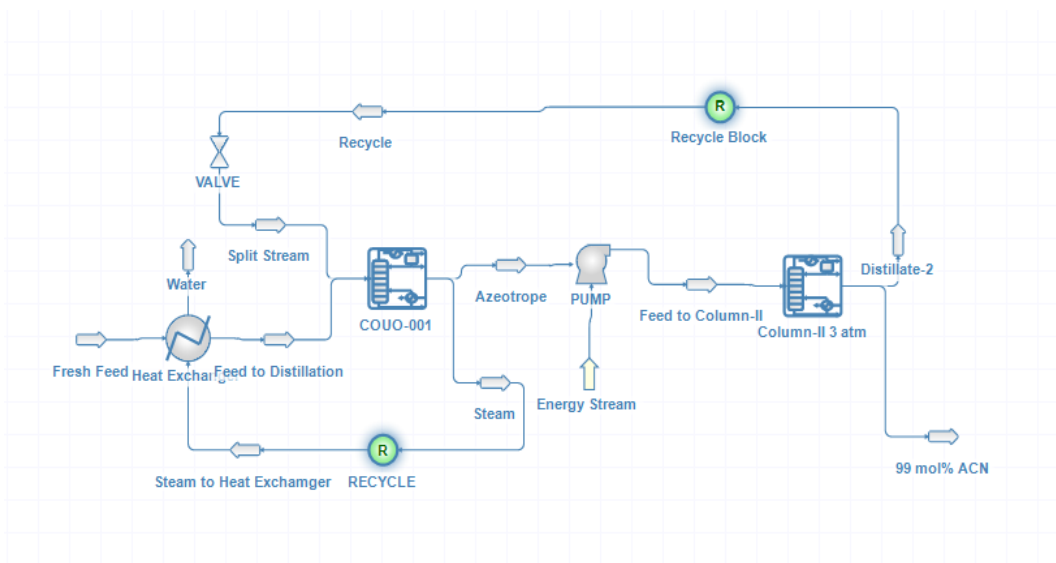 R
Recycle Block
Recycle
VALVE
Split Stream
Water
Azeotrope
PUMP
Distillate-2
Feed to Column-II
COUO-001
Column-II 3 atm
Fresh Feed
Heat Exchanger
Feed to Distillation
Energy Stream
Steam
R
Steam to Heat Exchamger
RECYCLE
99 mol% ACN